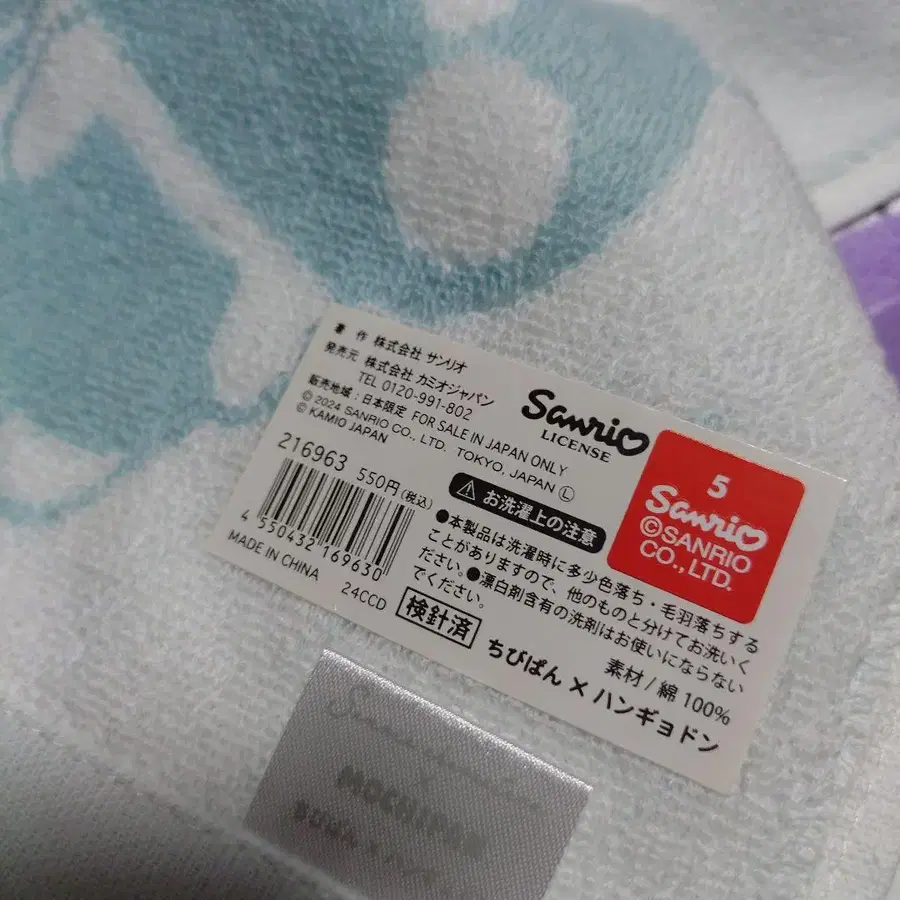 著 作 株式会社 サンリオ
発売元 株式会社 カミオジャパン
TEL 0120-991-802
販売地域:日本限定 FOR SALE IN JAPAN ONLY
© 2024 SANRIO CO., LTD. TOKYO, JAPAN Ⓛ
© KAMIO JAPAN
Sanrio
LICENSE
5
Sanrio
©SANRIO
CO., LTD.
216963 550円(税込)
4 550432 169630
MADE IN CHINA
24CCD
お洗濯上の注意
●本製品は洗濯時に多少色落ち・毛羽落ちする
ことがありますので、他のものと分けてお洗いく
ださい。●漂白剤含有の洗剤はお使いにならない
でください。
検針済
素材/綿 100%
ちびぱん × ハンギョドン